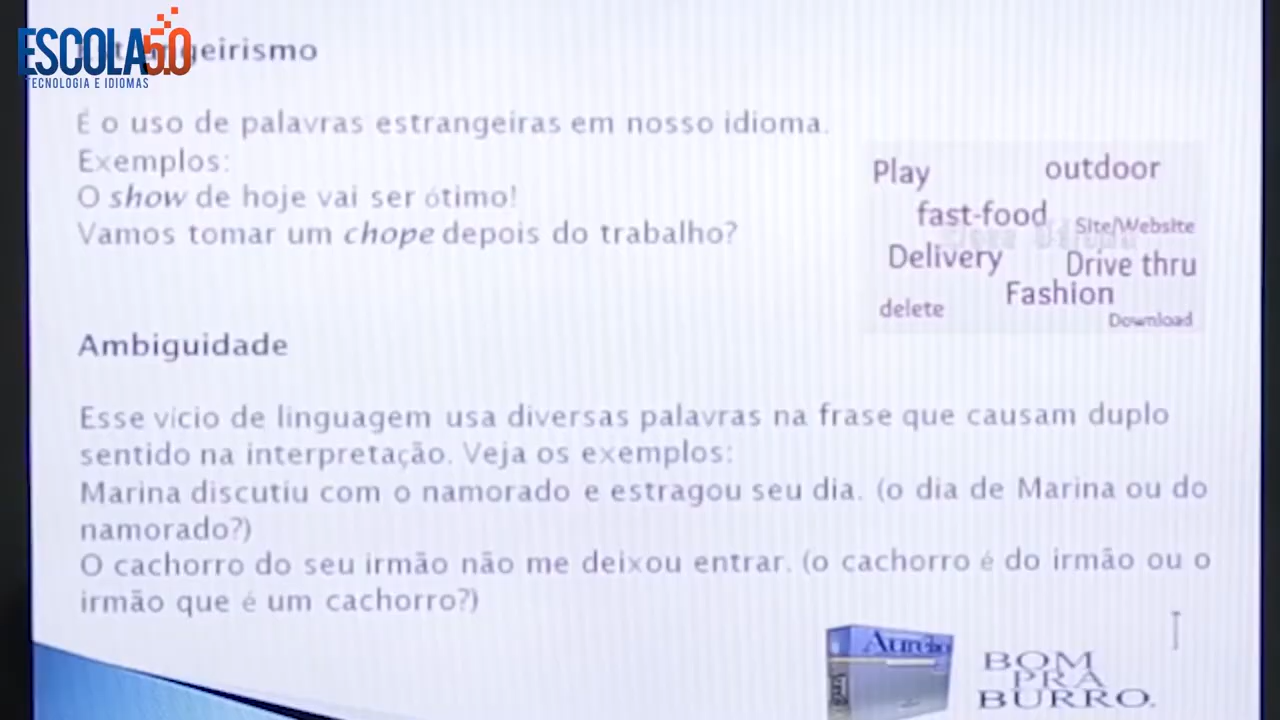 ESCOLA 5.0
TECNOLOGIA E IDIOMAS
geirismo
É o uso de palavras estrangeiras em nosso idioma.
Exemplos:
O show de hoje vai ser ótimo!
Vamos tomar um chope depois do trabalho?
Play
outdoor
fast-food
Site/Website
Delivery
Drive thru
Fashion
delete
Download
Ambiguidade
Esse vício de linguagem usa diversas palavras na frase que causam duplo
sentido na interpretação. Veja os exemplos:
Marina discutiu com o namorado e estragou seu dia. (o dia de Marina ou do
namorado?)
O cachorro do seu irmão não me deixou entrar. (o cachorro é do irmão ou o
irmão que é um cachorro?)
Aurélio
BOM
PRA
BURRO.